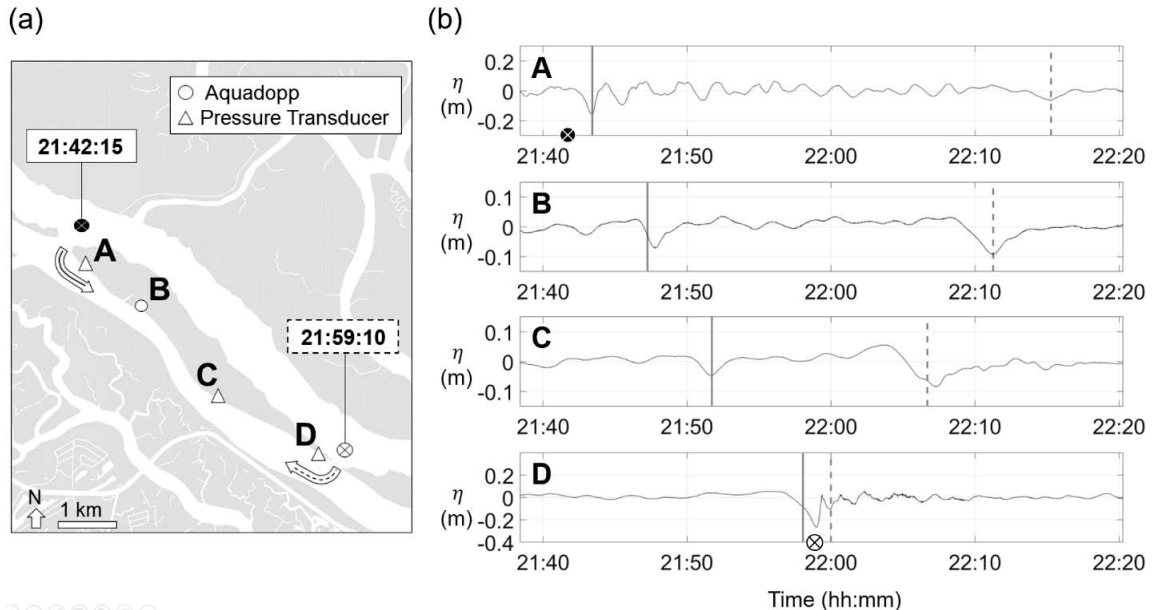 (a)
Aquadopp
Pressure Transducer
21:42:15
A
B
21:59:10
C
D
N
1 km
(b)
A
η
(m)
0.2
0
-0.2
21:40 21:50 22:00 22:10 22:20
B
η
(m)
0.1
0
-0.1
21:40 21:50 22:00 22:10 22:20
C
η
(m)
0.1
0
-0.1
21:40 21:50 22:00 22:10 22:20
D
η
(m)
0.2
0
-0.2
-0.4
21:40 21:50 22:00 22:10 22:20
Time (hh:mm)